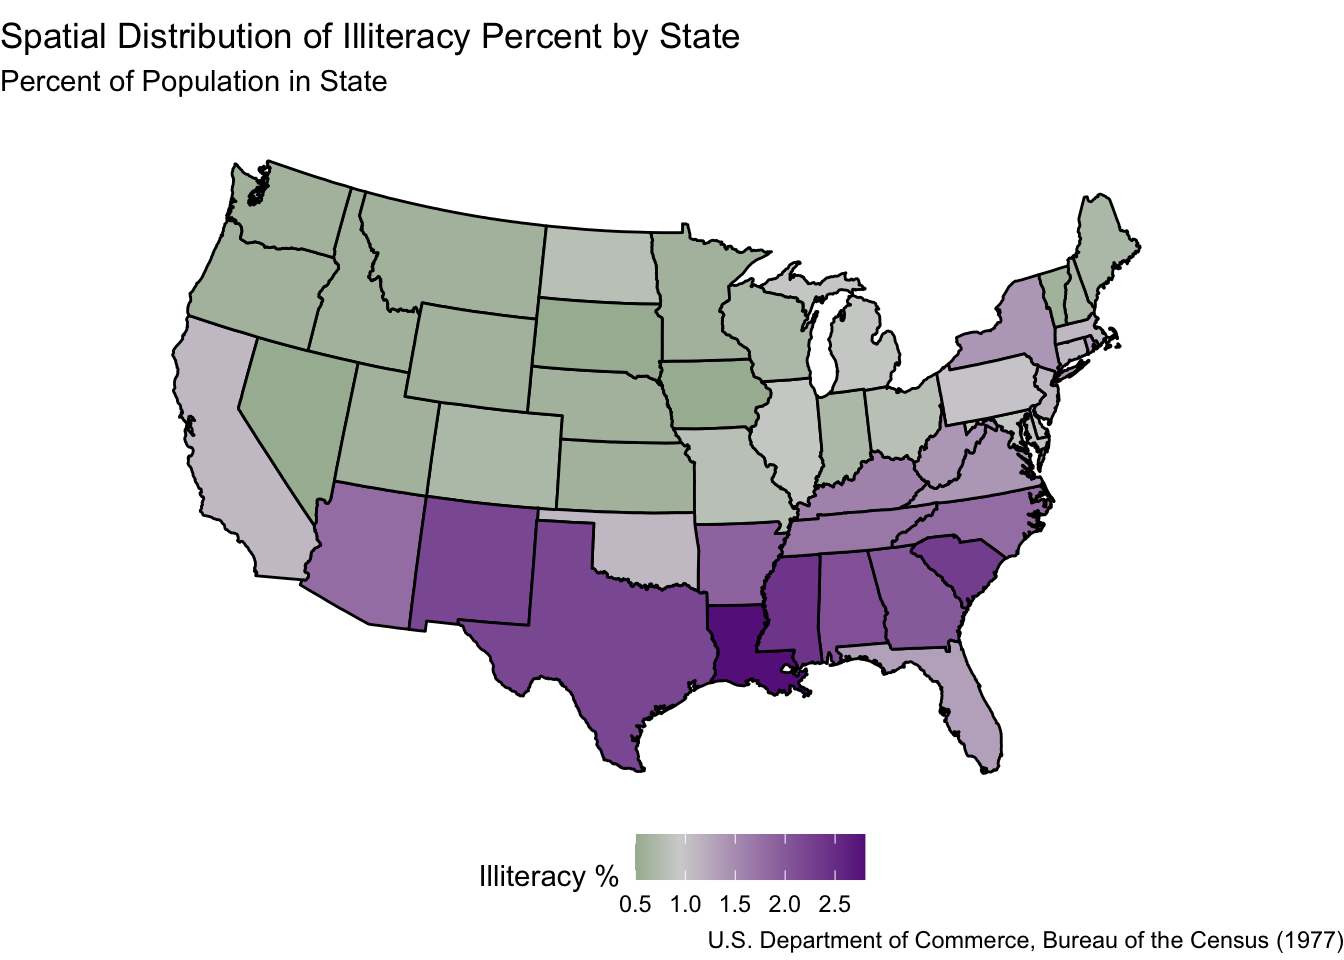 Spatial Distribution of Illiteracy Percent by State
Percent of Population in State
Illiteracy %
0.5 1.0 1.5 2.0 2.5
U.S. Department of Commerce, Bureau of the Census (1977)